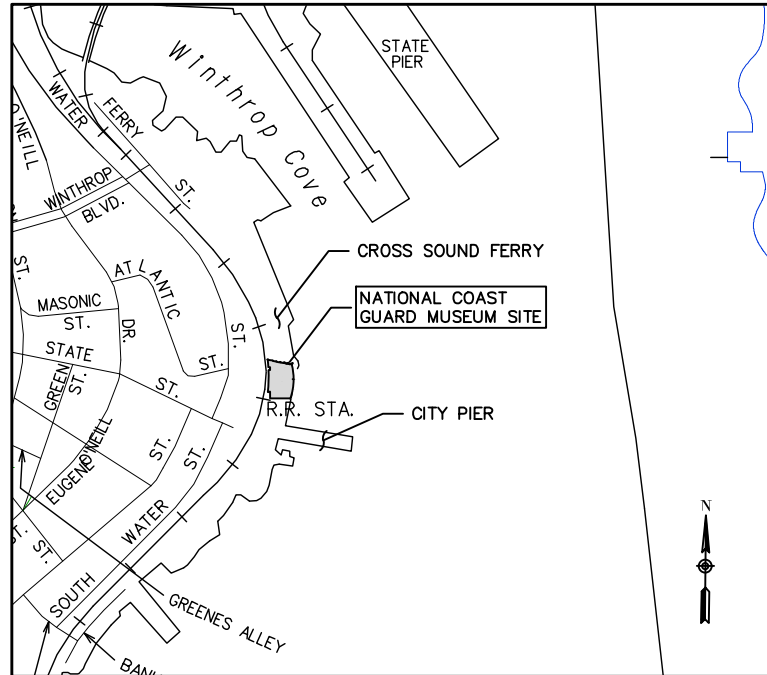 STATE
PIER
Winthrop Cove
WATER
FERRY
ST.
O'NEILL
WINTHROP
BLVD.
CROSS SOUND FERRY
ST.
ATLANTIC
NATIONAL COAST
GUARD MUSEUM SITE
MASONIC
ST.
DR.
ST.
STATE
ST.
ST.
GREEN
ST.
R.R. STA.
CITY PIER
EUGENE
O'NEILL
ST.
ST.
WATER
N
ST.
ST.
SOUTH
GREENES ALLEY
BANK